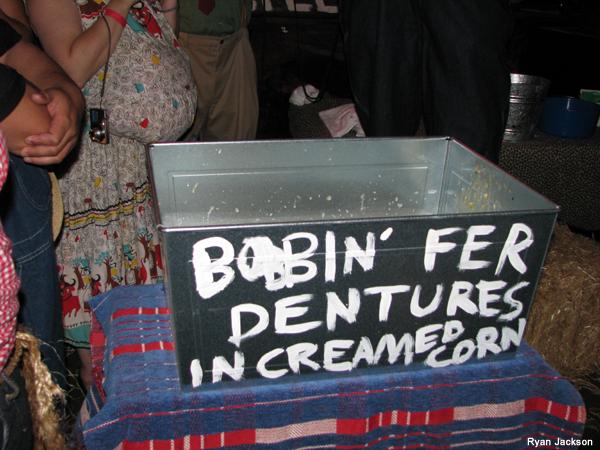 BOBBIN' FER
DENTURES
IN CREAMED CORN
Ryan Jackson